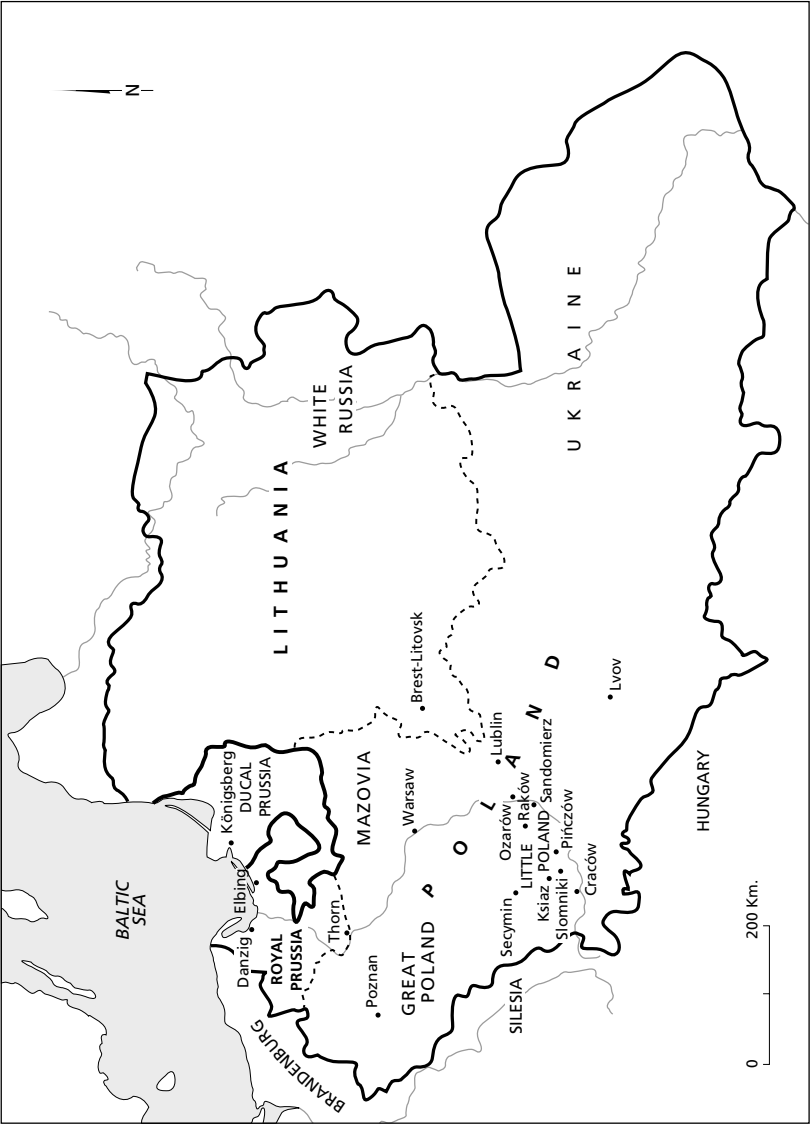 N
BALTIC
SEA
LITHUANIA
WHITE
RUSSIA
UKRAINE
Königsberg
DUCAL
PRUSSIA
Elbing
Danzig
ROYAL
PRUSSIA
Thorn
BRANDENBURG
MAZOVIA
Brest-Litovsk
Warsaw
Poznan
GREAT
POLAND
POLAND
Lublin
Ozarów
Raków
Sandomierz
LITTLE
POLAND
Secymin
Ksiaz
Pińczów
Slomniki
Craców
Lvov
SILESIA
HUNGARY
0 200 Km.